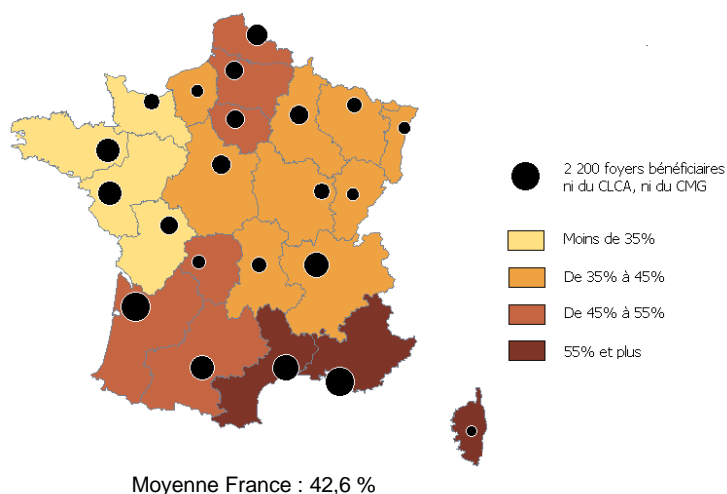 2 200 foyers bénéficiaires
ni du CLCA, ni du CMG
Moins de 35%
De 35% à 45%
De 45% à 55%
55% et plus
Moyenne France : 42,6 %